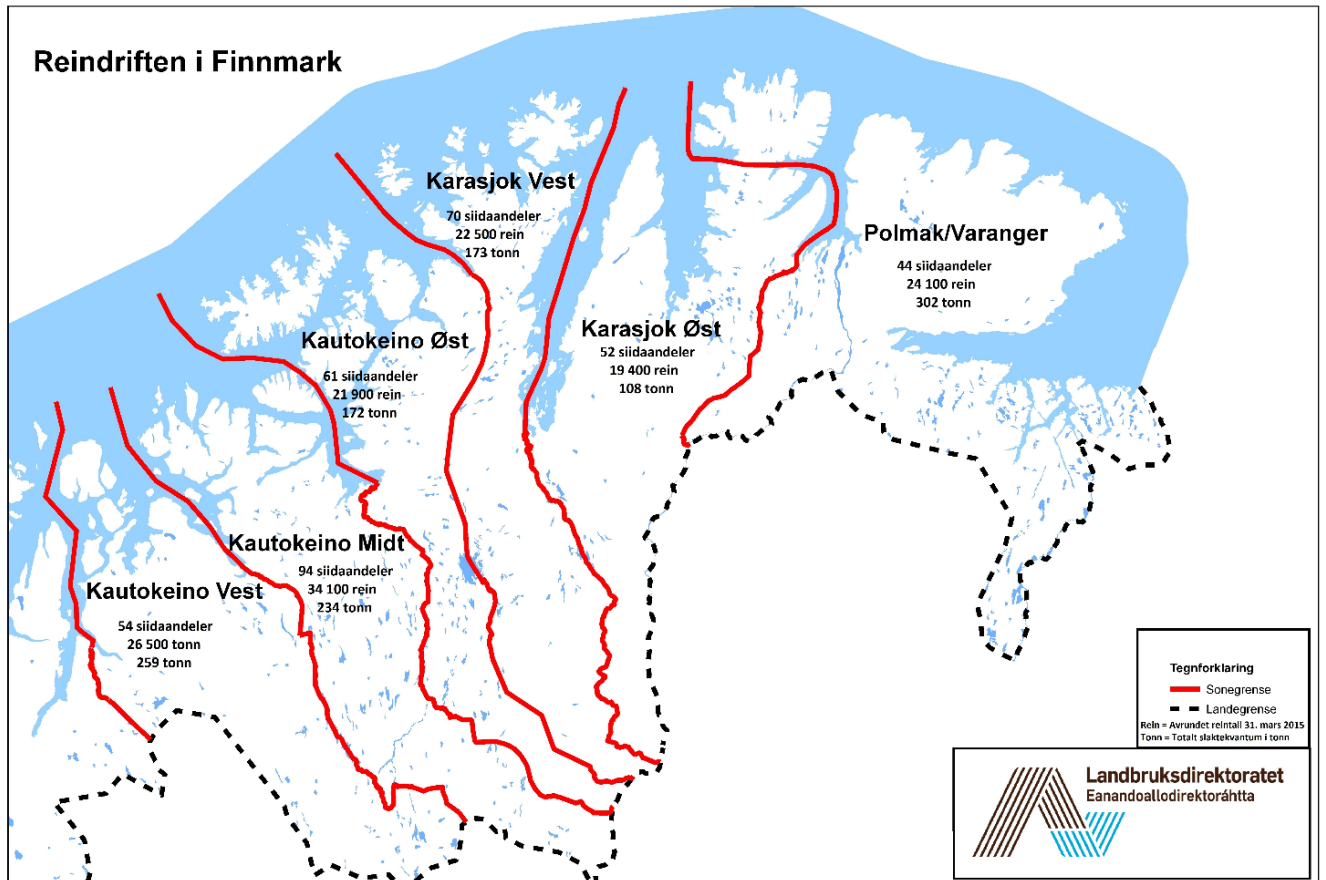 Reindriften i Finnmark
Karasjok Vest
70 siidaandeler
22 500 rein
173 tonn
Polmak/Varanger
44 siidaandeler
24 100 rein
302 tonn
Karasjok Øst
52 siidaandeler
19 400 rein
108 tonn
Kautokeino Øst
61 siidaandeler
21 900 rein
172 tonn
Kautokeino Midt
94 siidaandeler
34 100 rein
234 tonn
Kautokeino Vest
54 siidaandeler
26 500 tonn
259 tonn
Tegnforklaring
Sonegrense
Landegrense
Rein = Avrundet reintall 31. mars 2015
Tonn = Totalt slaktekvantum i tonn
Landbruksdirektoratet
Eanandoallodirektoráhtta